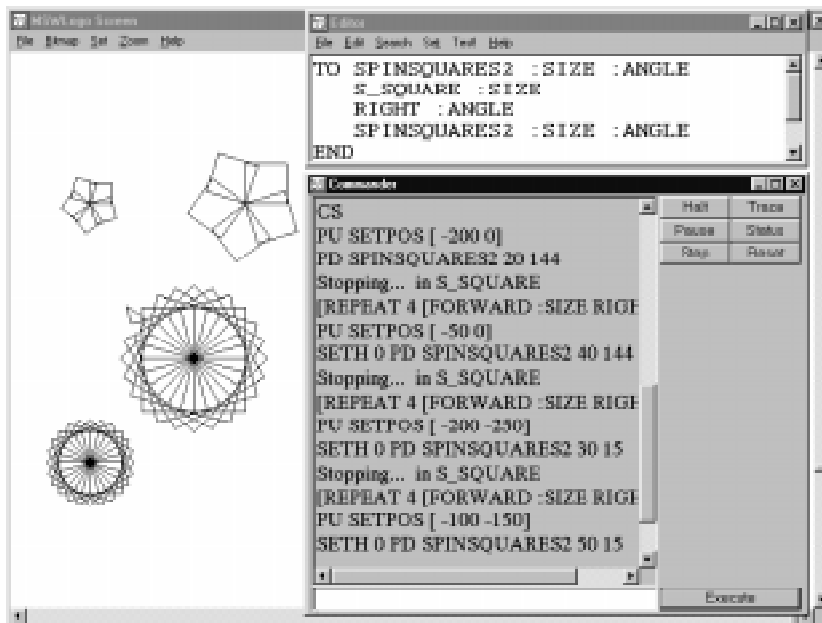 MSWLogo Screen
File Bitmap Set Zoom Help
Editor
File Edit Search Set Test Help
TO SPINSQUARES2 :SIZE :ANGLE
S_SQUARE :SIZE
RIGHT :ANGLE
SPINSQUARES2 :SIZE :ANGLE
END
Commander
CS
PU SETPOS [ -200 0]
PD SPINSQUARES2 20 144
Stopping... in S_SQUARE
[REPEAT 4 [FORWARD :SIZE RIGH
PU SETPOS [ -50 0]
SETH 0 PD SPINSQUARES2 40 144
Stopping... in S_SQUARE
[REPEAT 4 [FORWARD :SIZE RIGH
PU SETPOS [ -200 -250]
SETH 0 PD SPINSQUARES2 30 15
Stopping... in S_SQUARE
[REPEAT 4 [FORWARD :SIZE RIGH
PU SETPOS [ -100 -150]
SETH 0 PD SPINSQUARES2 50 15
Halt Trace
Pause Status
Step Reset
Execute